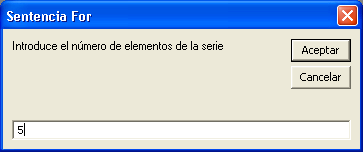 Sentencia For
Introduce el número de elementos de la serie
Aceptar
Cancelar
5